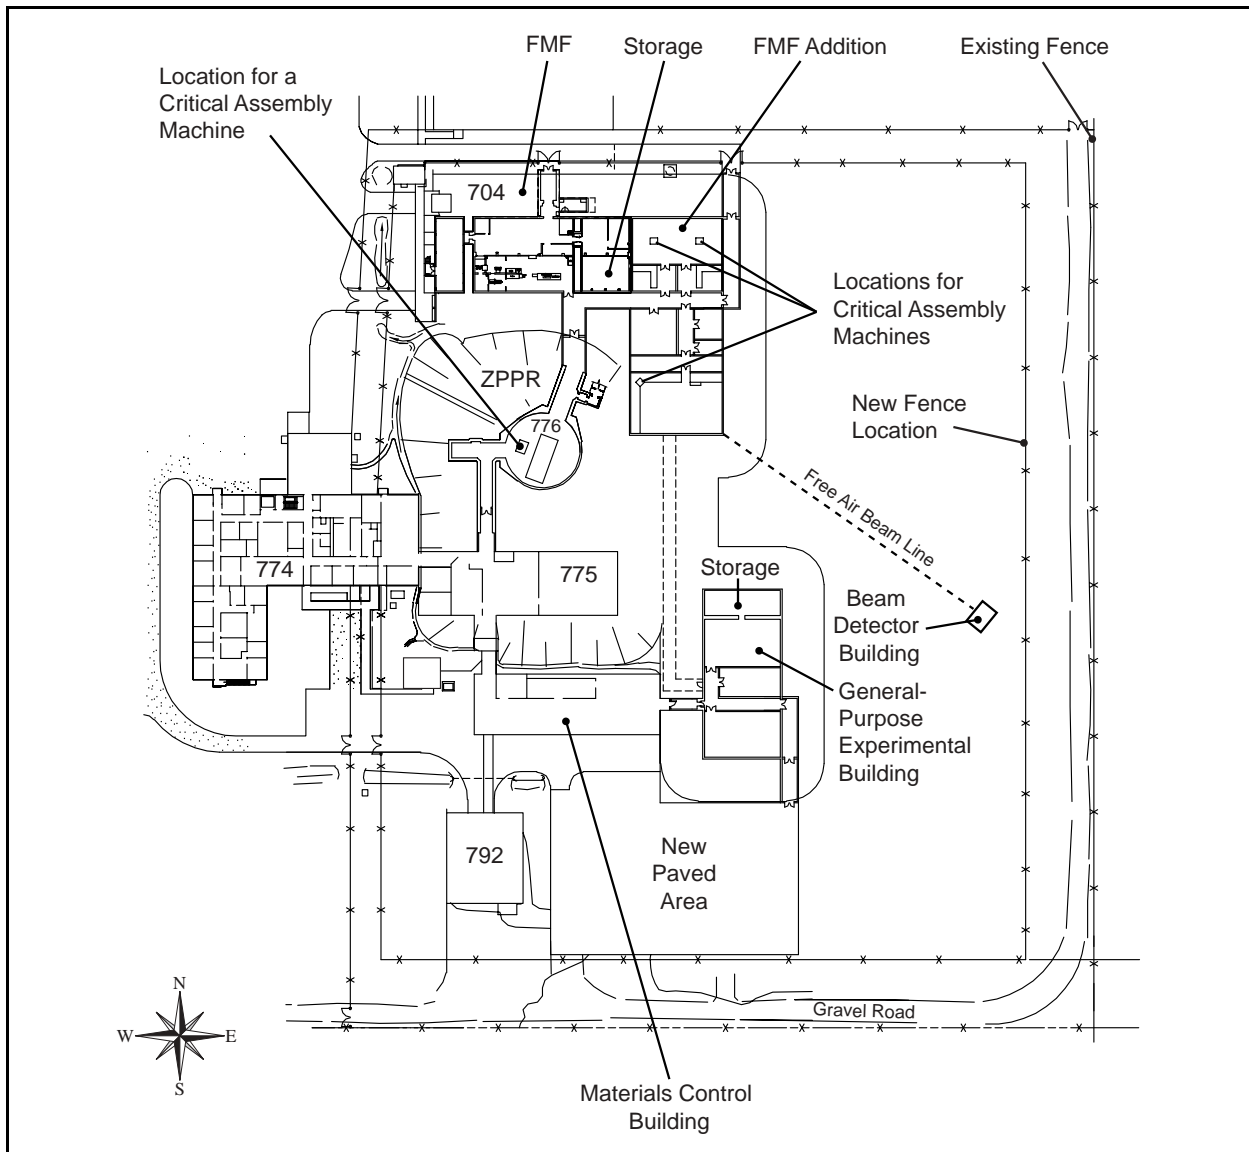 FMF
Storage
FMF Addition
Existing Fence
Location for a
Critical Assembly
Machine
704
Locations for
Critical Assembly
Machines
ZPPR
776
New Fence
Location
Free Air Beam Line
774
775
Storage
Beam
Detector
Building
General-
Purpose
Experimental
Building
792
New
Paved
Area
Gravel Road
N
W
E
S
Materials Control
Building